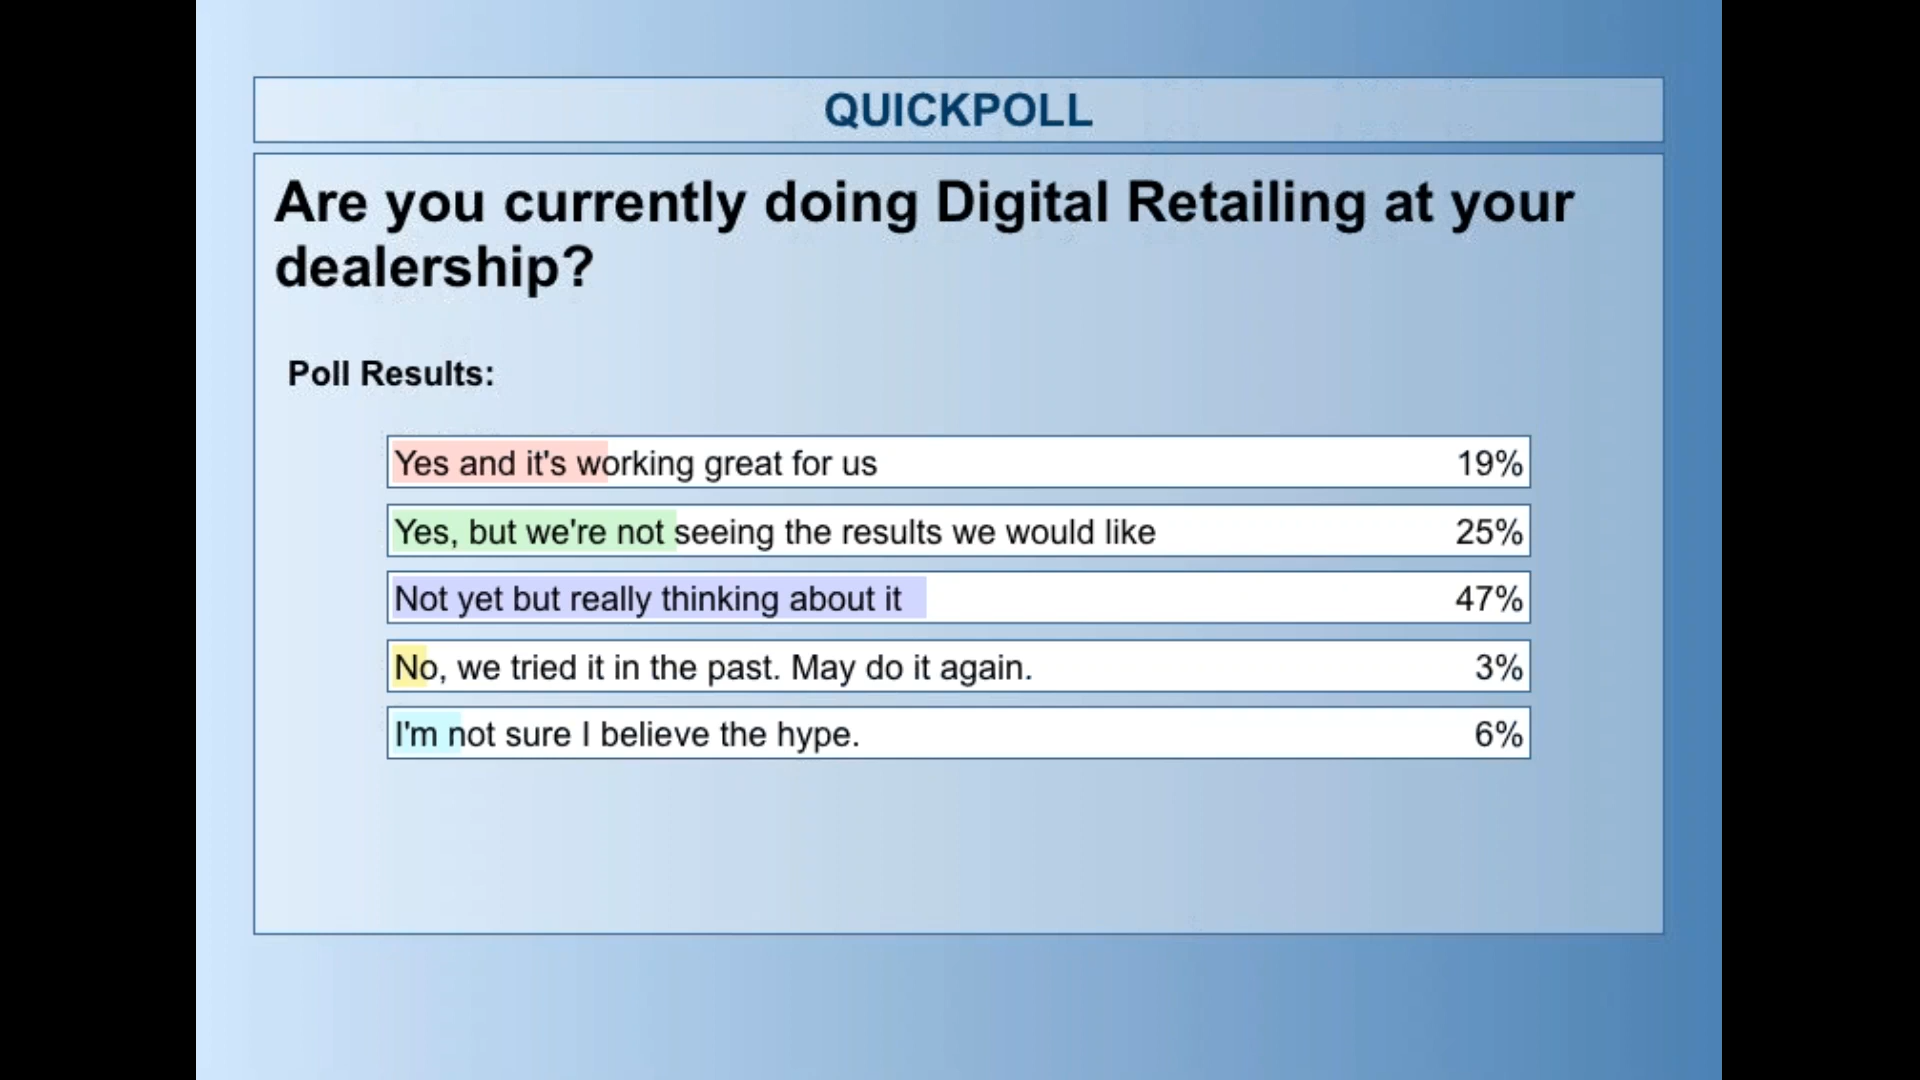 QUICKPOLL
Are you currently doing Digital Retailing at your
dealership?
Poll Results:
Yes and it's working great for us 19%
Yes, but we're not seeing the results we would like 25%
Not yet but really thinking about it 47%
No, we tried it in the past. May do it again. 3%
I'm not sure I believe the hype. 6%